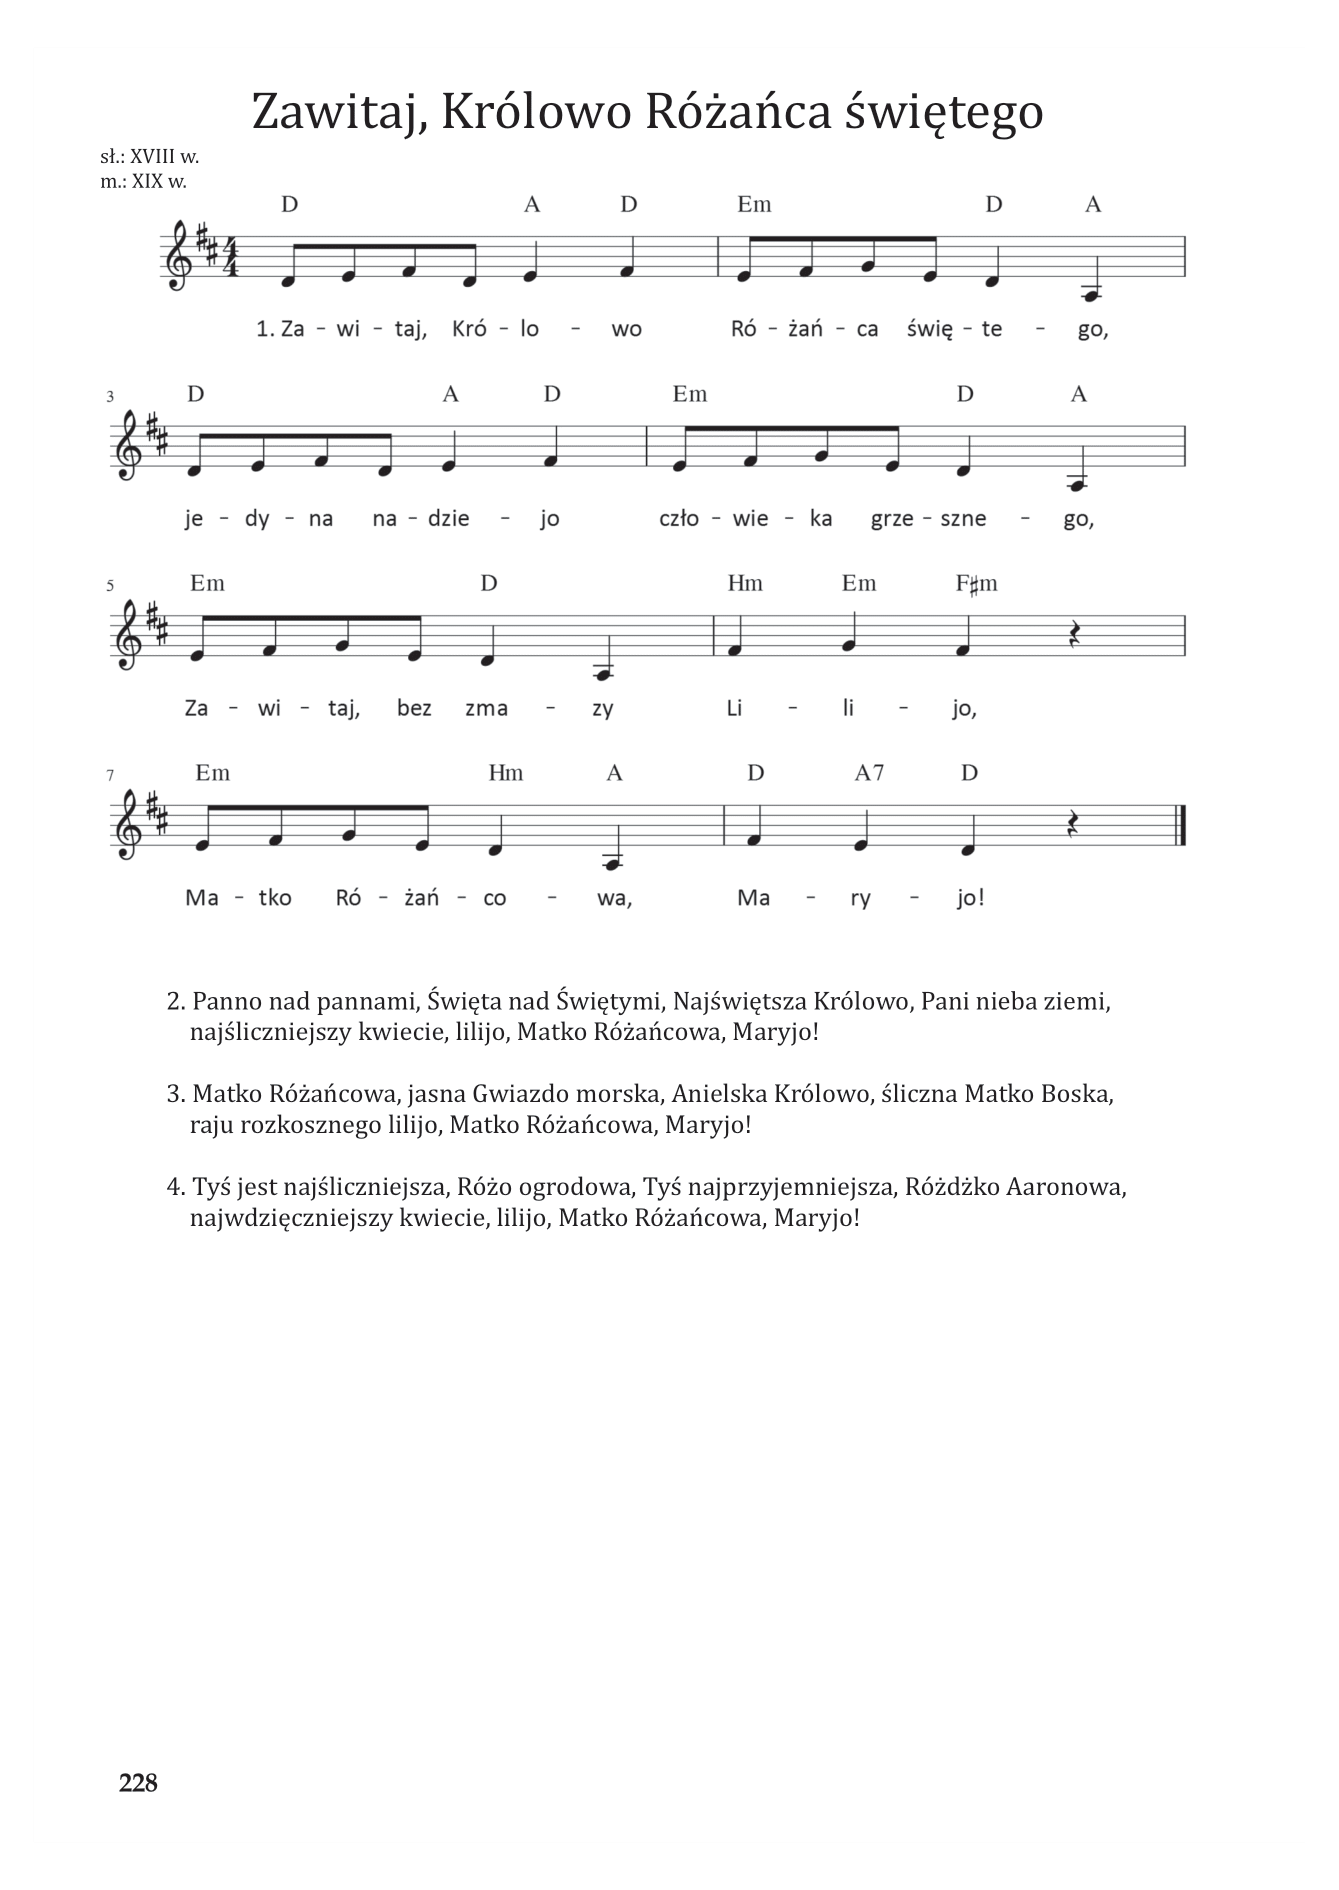 Zawitaj, Królowo Różańca świętego
sł.: XVIII w.
m.: XIX w.
D A D Em D A
1. Za - wi - taj, Kró - lo - wo Ró - żań - ca świę - te - go,
3 D A D Em D A
je - dy - na na - dzie - jo czło - wie - ka grze - szne - go,
5 Em D Hm Em F♯m
Za - wi - taj, bez zma - zy Li - li - jo,
7 Em Hm A D A7 D
Ma - tko Ró - żań - co - wa, Ma - ry - jo!
2. Panno nad pannami, Święta nad Świętymi, Najświętsza Królowo, Pani nieba ziemi,
najśliczniejszy kwiecie, lilijo, Matko Różańcowa, Maryjo!
3. Matko Różańcowa, jasna Gwiazdo morska, Anielska Królowo, śliczna Matko Boska,
raju rozkosznego lilijo, Matko Różańcowa, Maryjo!
4. Tyś jest najśliczniejsza, Różo ogrodowa, Tyś najprzyjemniejsza, Różdżko Aaronowa,
najwdzięczniejszy kwiecie, lilijo, Matko Różańcowa, Maryjo!
228